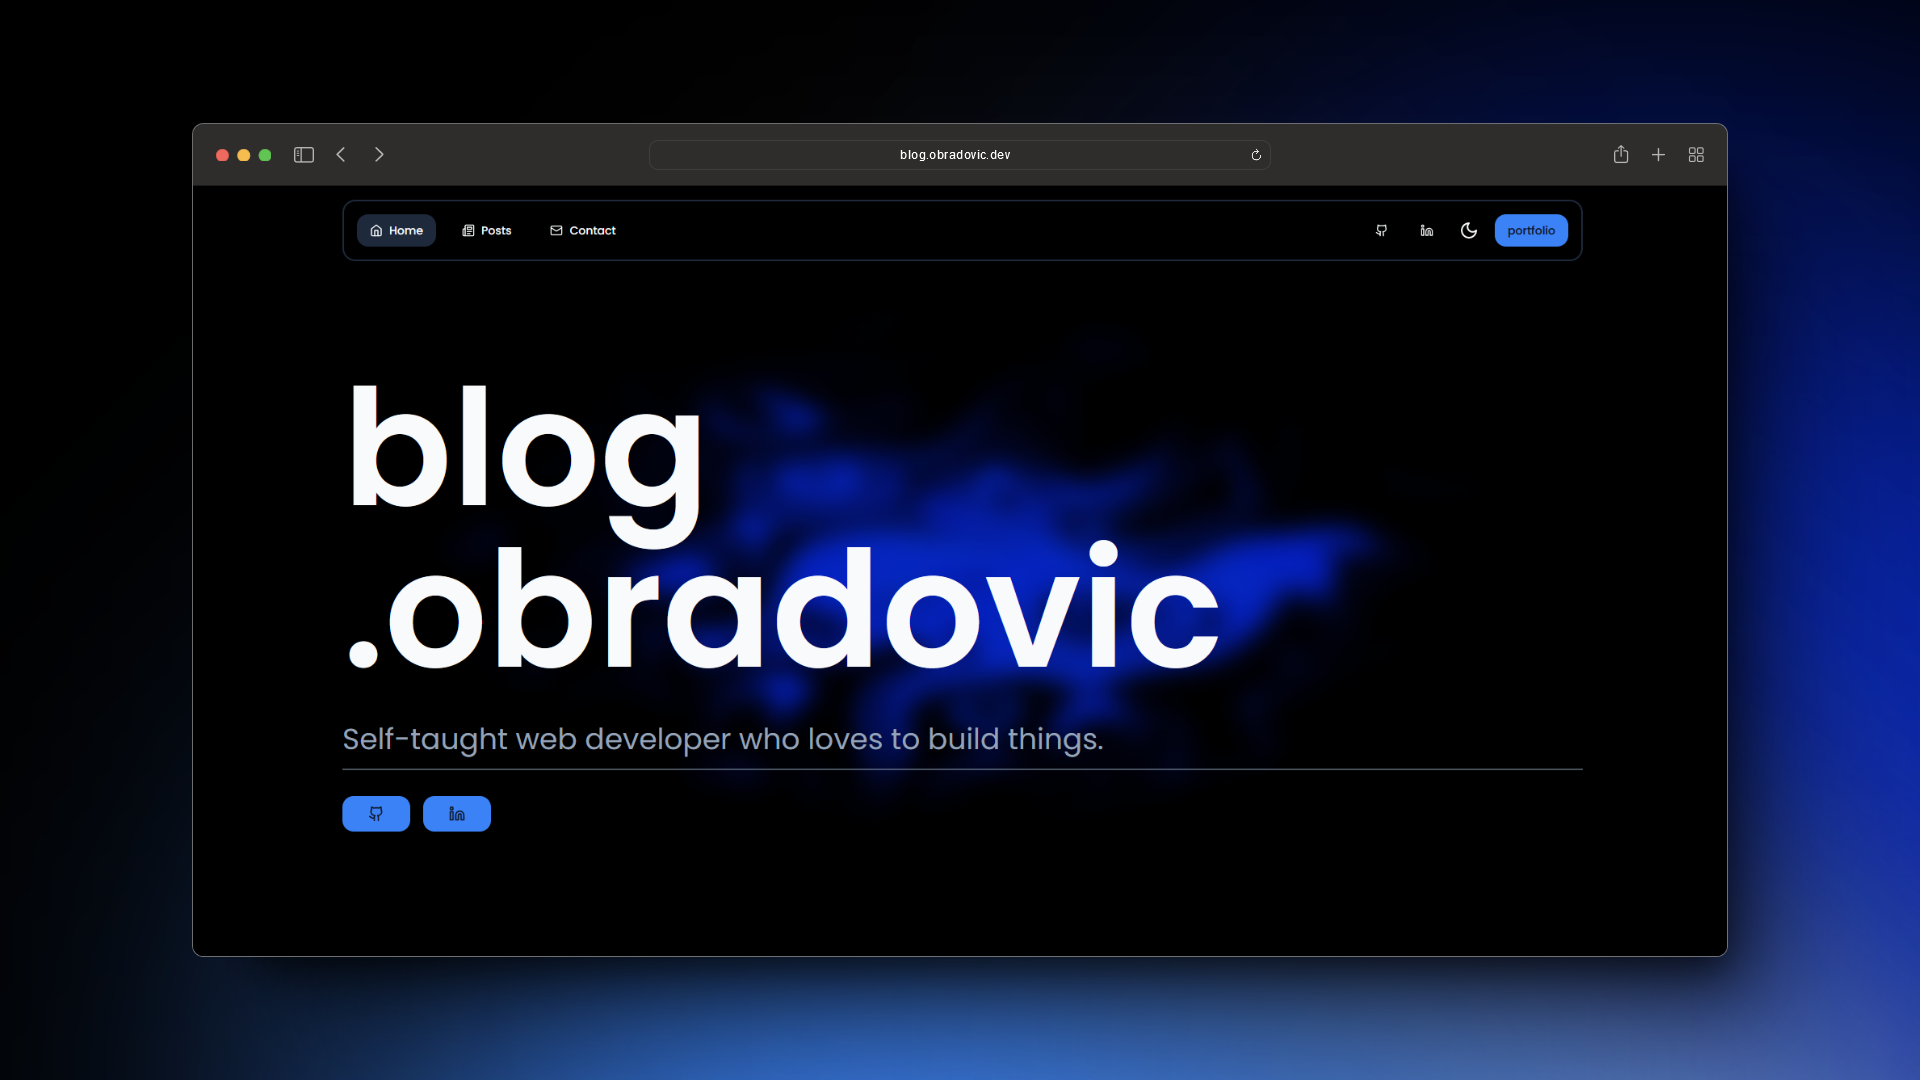 blog.obradovic.dev
Home Posts Contact portfolio
blog
.obradovic
Self-taught web developer who loves to build things.